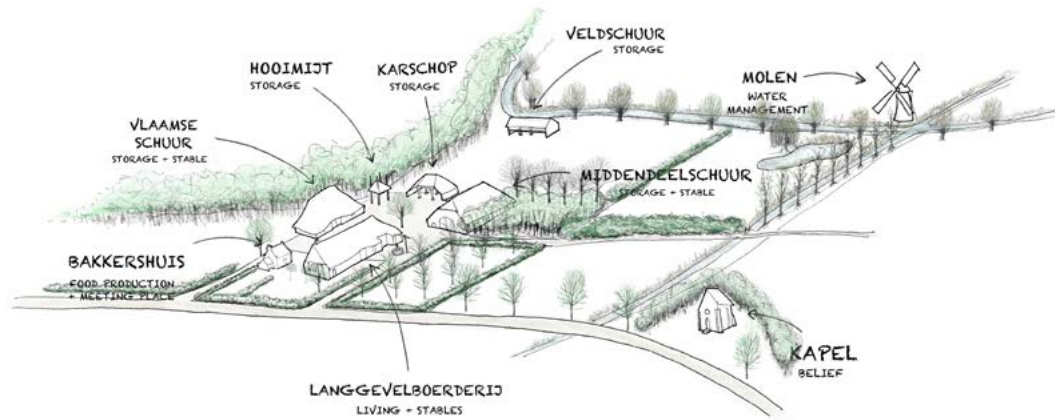 VELDSCHUUR
STORAGE
HOOIMIJT
STORAGE
KARSCHOP
STORAGE
MOLEN
WATER
MANAGEMENT
VLAAMSE
SCHUUR
STORAGE + STABLE
MIDDENDEELSCHUUR
STORAGE + STABLE
BAKKERSHUIS
FOOD PRODUCTION
+ MEETING PLACE
KAPEL
BELIEF
LANGGEVELBOERDERIJ
LIVING + STABLES